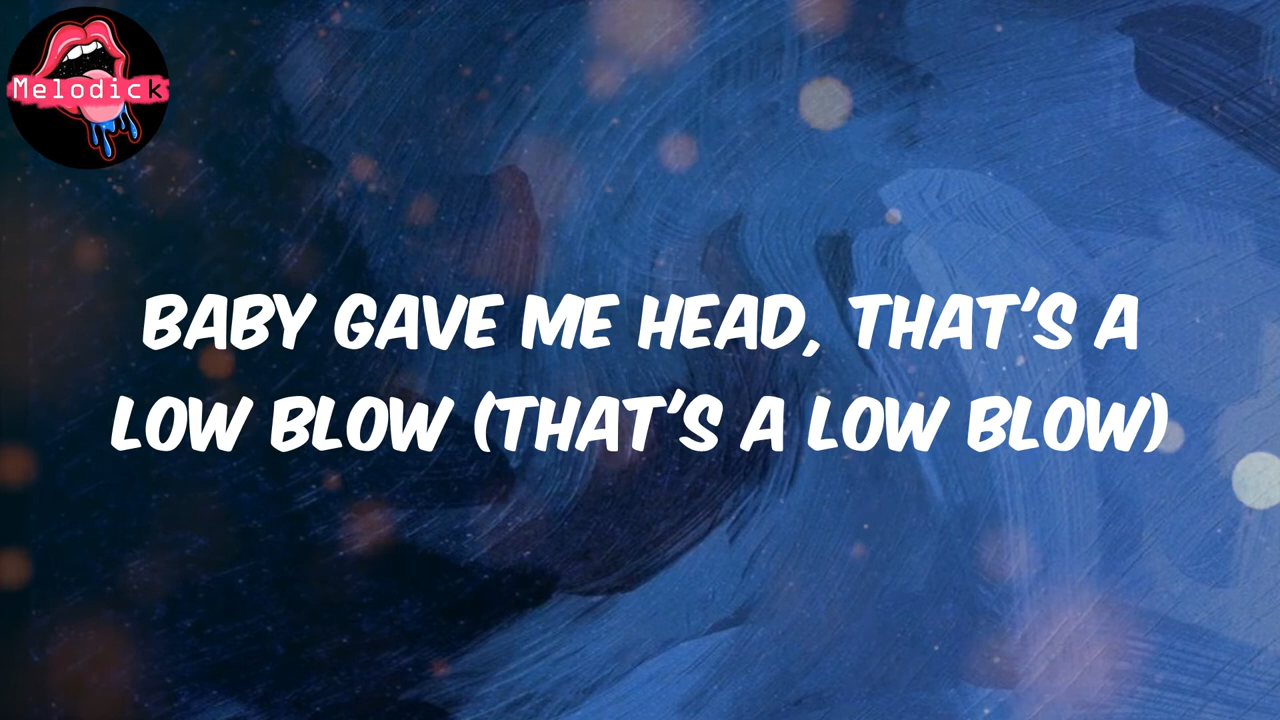 Melodick
BABY GAVE ME HEAD, THAT'S A
LOW BLOW (THAT'S A LOW BLOW)